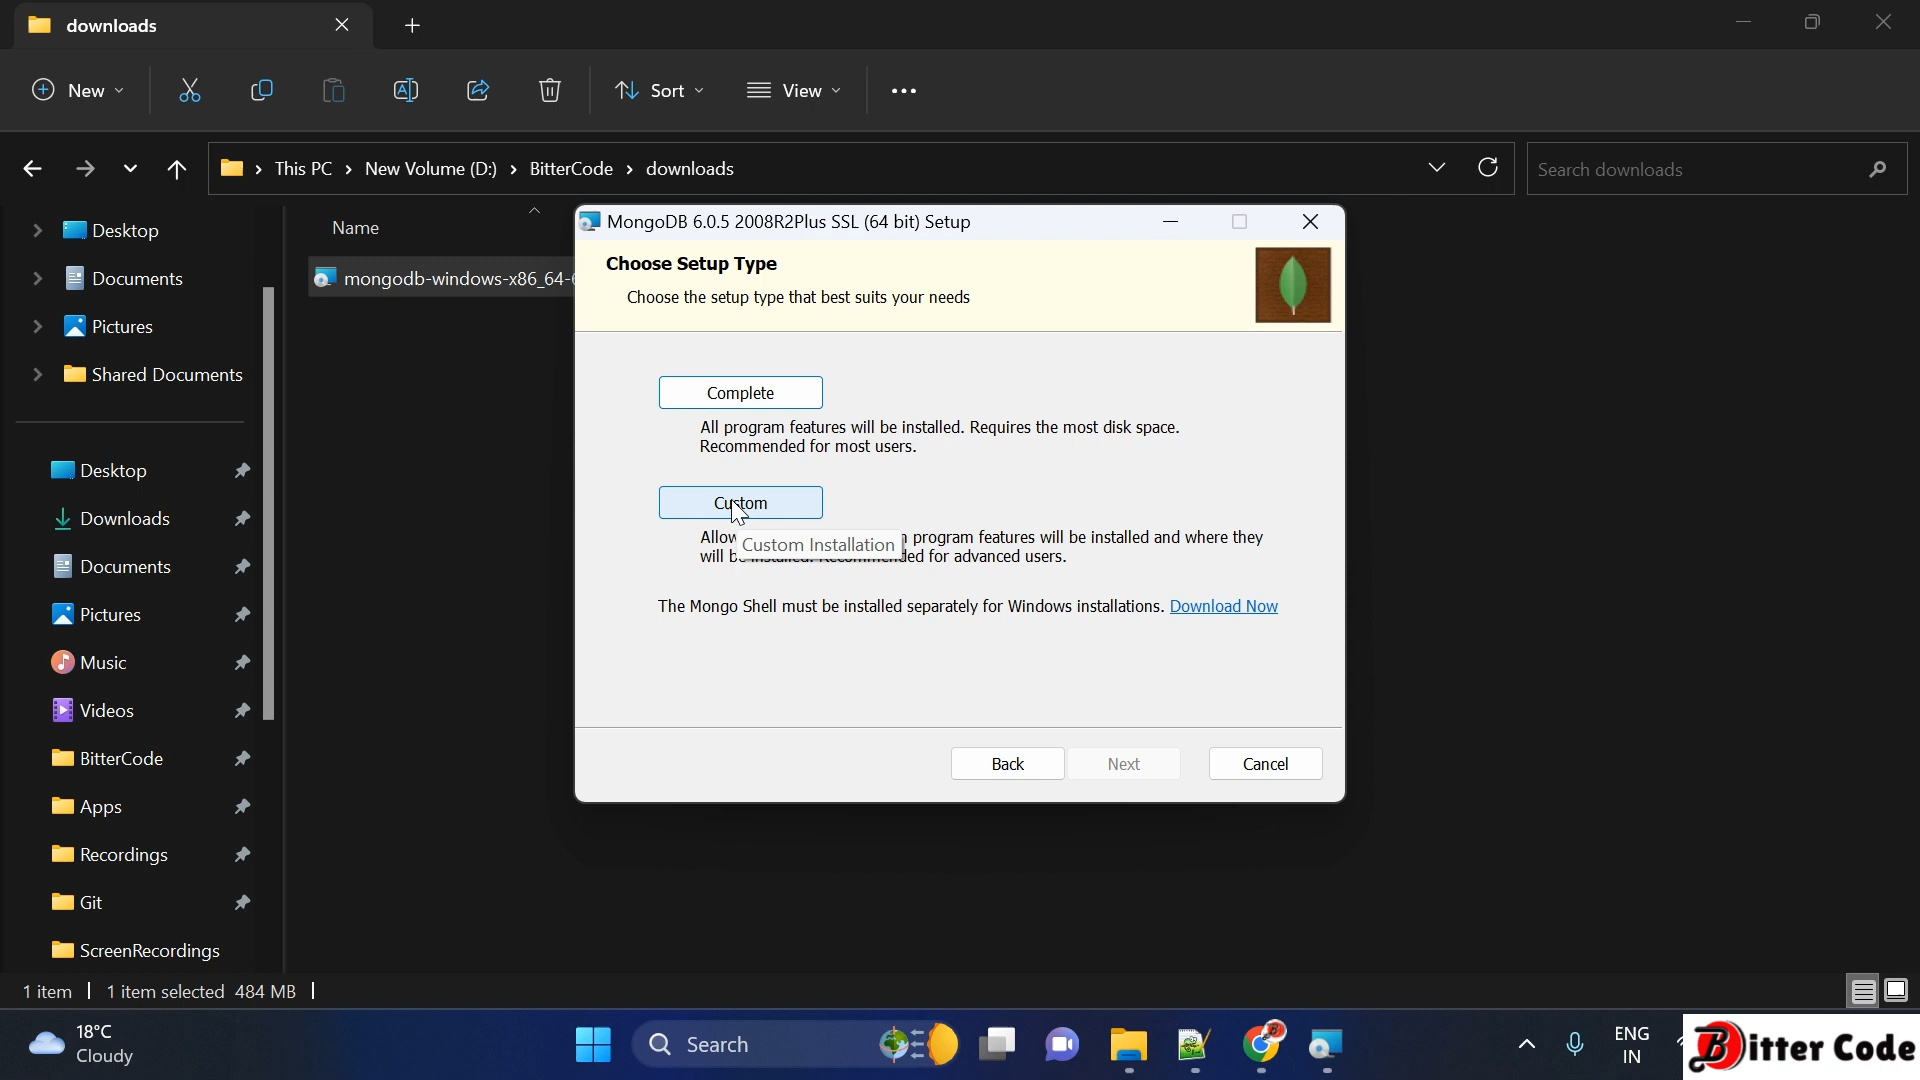 downloads
New
Sort
View
This PC
New Volume (D:)
BitterCode
downloads
Search downloads
Desktop
Documents
Pictures
Shared Documents
Desktop
Downloads
Documents
Pictures
Music
Videos
BitterCode
Apps
Recordings
Git
ScreenRecordings
Name
mongodb-windows-x86_64-
MongoDB 6.0.5 2008R2Plus SSL (64 bit) Setup
Choose Setup Type
Choose the setup type that best suits your needs
Complete
All program features will be installed. Requires the most disk space.
Recommended for most users.
Custom
Custom Installation
program features will be installed and where they
will for advanced users.
The Mongo Shell must be installed separately for Windows installations. Download Now
Back
Next
Cancel
1 item
1 item selected 484 MB
18°C
Cloudy
Search
ENG
IN
Bitter Code